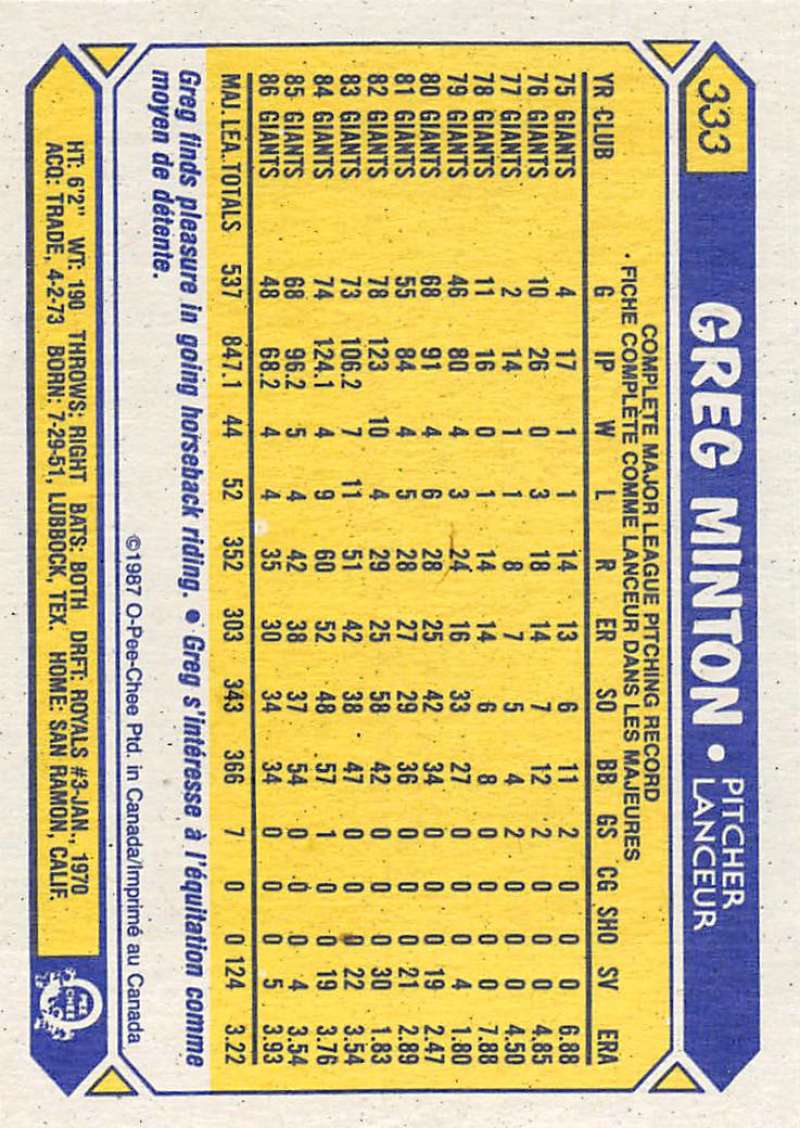 333
GREG MINTON • PITCHER
LANCEUR
COMPLETE MAJOR LEAGUE PITCHING RECORD
• FICHE COMPLÈTE COMME LANCEUR DANS LES MAJEURES
YR CLUB G IP W L R ER SO BB GS CG SHO SV ERA
75 GIANTS 4 17 1 1 14 13 6 11 2 0 0 0 6.88
76 GIANTS 10 26 0 3 18 14 7 12 2 0 0 0 4.85
77 GIANTS 2 14 1 1 8 7 5 4 2 0 0 0 4.50
78 GIANTS 11 16 0 1 14 14 6 8 0 0 0 0 7.88
79 GIANTS 46 80 4 3 24 16 33 27 0 0 0 4 1.80
80 GIANTS 68 91 4 6 28 25 42 34 0 0 0 19 2.47
81 GIANTS 55 84 4 5 28 27 29 36 0 0 0 21 2.89
82 GIANTS 78 123 10 4 29 25 58 42 0 0 0 30 1.83
83 GIANTS 73 106.2 7 11 51 42 38 47 0 0 0 22 3.54
84 GIANTS 74 124.1 4 9 60 52 48 57 1 0 0 19 3.76
85 GIANTS 68 96.2 5 4 42 38 37 54 0 0 0 4 3.54
86 GIANTS 48 68.2 4 4 35 30 34 34 0 0 0 5 3.93
MAJ. LEA. TOTALS 537 847.1 44 52 352 303 343 366 7 0 0 124 3.22
Greg finds pleasure in going horseback riding. • Greg s'intéresse à l'équitation comme
moyen de détente.
©1987 O-Pee-Chee Ptd. in Canada/Imprimé au Canada
HT: 6'2" WT: 190 THROWS: RIGHT BATS: BOTH DRFT: ROYALS #3-JAN., 1970
ACQ: TRADE, 4-2-73 BORN: 7-29-51, LUBBOCK, TEX. HOME: SAN RAMON, CALIF.
O
PEE
CHEE